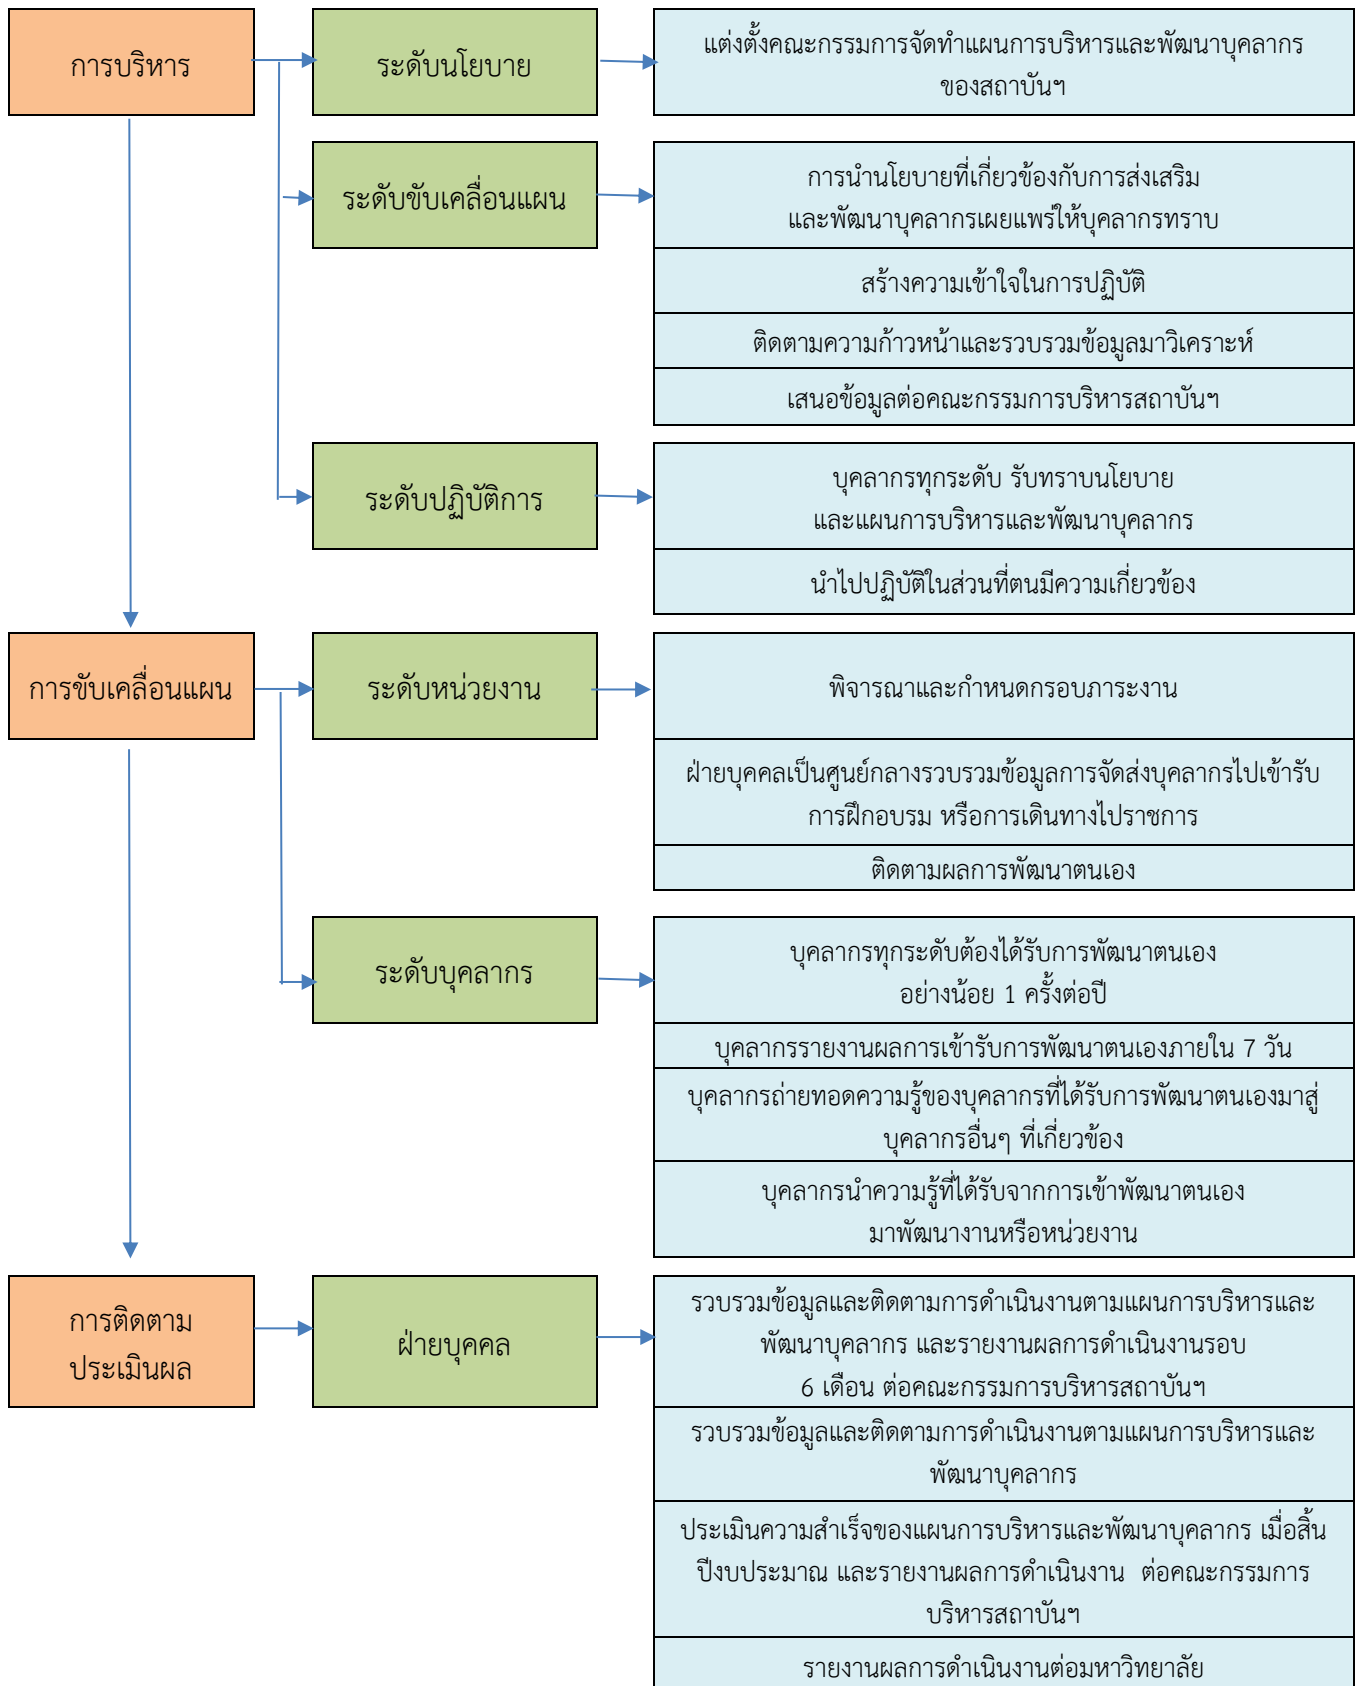 การบริหาร
ระดับนโยบาย
แต่งตั้งคณะกรรมการจัดทำแผนการบริหารและพัฒนาบุคลากร
ของสถาบันฯ
ระดับขับเคลื่อนแผน
การนำนโยบายที่เกี่ยวข้องกับการส่งเสริม
และพัฒนาบุคลากรเผยแพร่ให้บุคลากรทราบ
สร้างความเข้าใจในการปฏิบัติ
ติดตามความก้าวหน้าและรวบรวมข้อมูลมาวิเคราะห์
เสนอข้อมูลต่อคณะกรรมการบริหารสถาบันฯ
ระดับปฏิบัติการ
บุคลากรทุกระดับ รับทราบนโยบาย
และแผนการบริหารและพัฒนาบุคลากร
นำไปปฏิบัติในส่วนที่ตนมีความเกี่ยวข้อง
การขับเคลื่อนแผน
ระดับหน่วยงาน
พิจารณาและกำหนดกรอบภาระงาน
ฝ่ายบุคคลเป็นศูนย์กลางรวบรวมข้อมูลการจัดส่งบุคลากรไปเข้ารับ
การฝึกอบรม หรือการเดินทางไปราชการ
ติดตามผลการพัฒนาตนเอง
ระดับบุคลากร
บุคลากรทุกระดับต้องได้รับการพัฒนาตนเอง
อย่างน้อย 1 ครั้งต่อปี
บุคลากรรายงานผลการเข้ารับการพัฒนาตนเองภายใน 7 วัน
บุคลากรถ่ายทอดความรู้ของบุคลากรที่ได้รับการพัฒนาตนเองมาสู่
บุคลากรอื่นๆ ที่เกี่ยวข้อง
บุคลากรนำความรู้ที่ได้รับจากการเข้าพัฒนาตนเอง
มาพัฒนางานหรือหน่วยงาน
การติดตาม
ประเมินผล
ฝ่ายบุคคล
รวบรวมข้อมูลและติดตามการดำเนินงานตามแผนการบริหารและ
พัฒนาบุคลากร และรายงานผลการดำเนินงานรอบ
6 เดือน ต่อคณะกรรมการบริหารสถาบันฯ
รวบรวมข้อมูลและติดตามการดำเนินงานตามแผนการบริหารและ
พัฒนาบุคลากร
ประเมินความสำเร็จของแผนการบริหารและพัฒนาบุคลากร เมื่อสิ้น
ปีงบประมาณ และรายงานผลการดำเนินงาน ต่อคณะกรรมการ
บริหารสถาบันฯ
รายงานผลการดำเนินงานต่อมหาวิทยาลัย